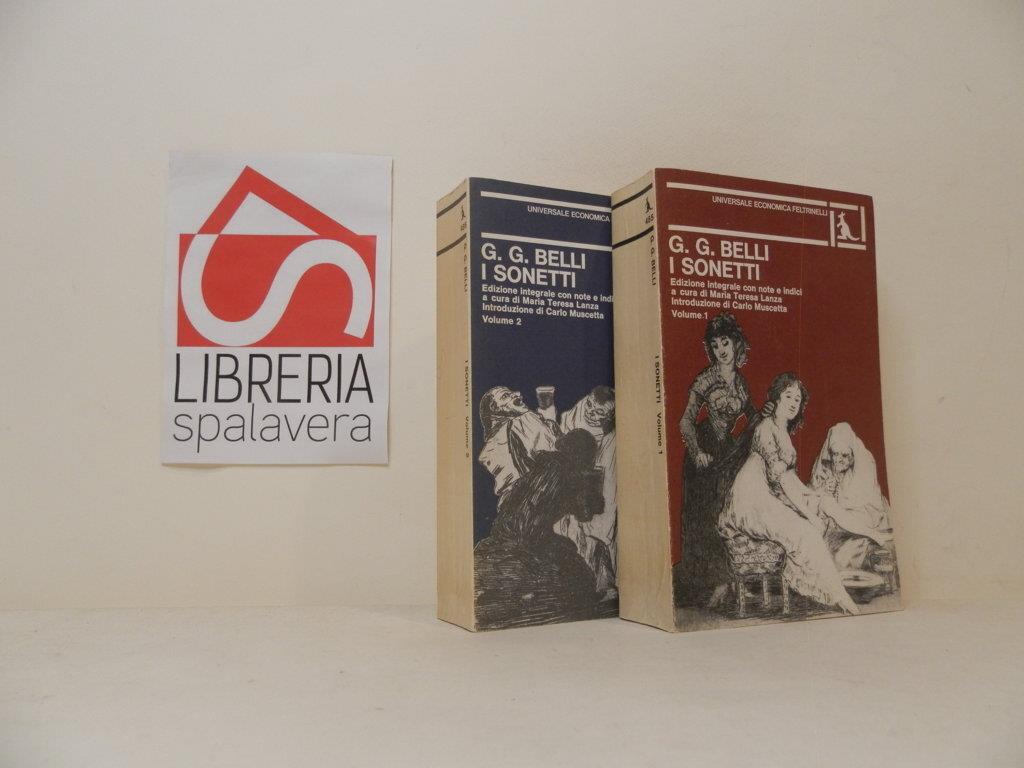 LIBRERIA
spalavera
UNIVERSALE ECONOMICA
G. G. BELLI
I SONETTI
Edizione integrale con note e indi
a cura di Maria Teresa Lanza
Introduzione di Carlo Muscetta
Volume 2
G. G. BELLI
I SONETTI Volume 2
UNIVERSALE ECONOMICA FELTRINELLI
G. G. BELLI
I SONETTI
Edizione integrale con note e indici
a cura di Maria Teresa Lanza
Introduzione di Carlo Muscetta
Volume 1
485
G. G. BELLI
I SONETTI Volume 1